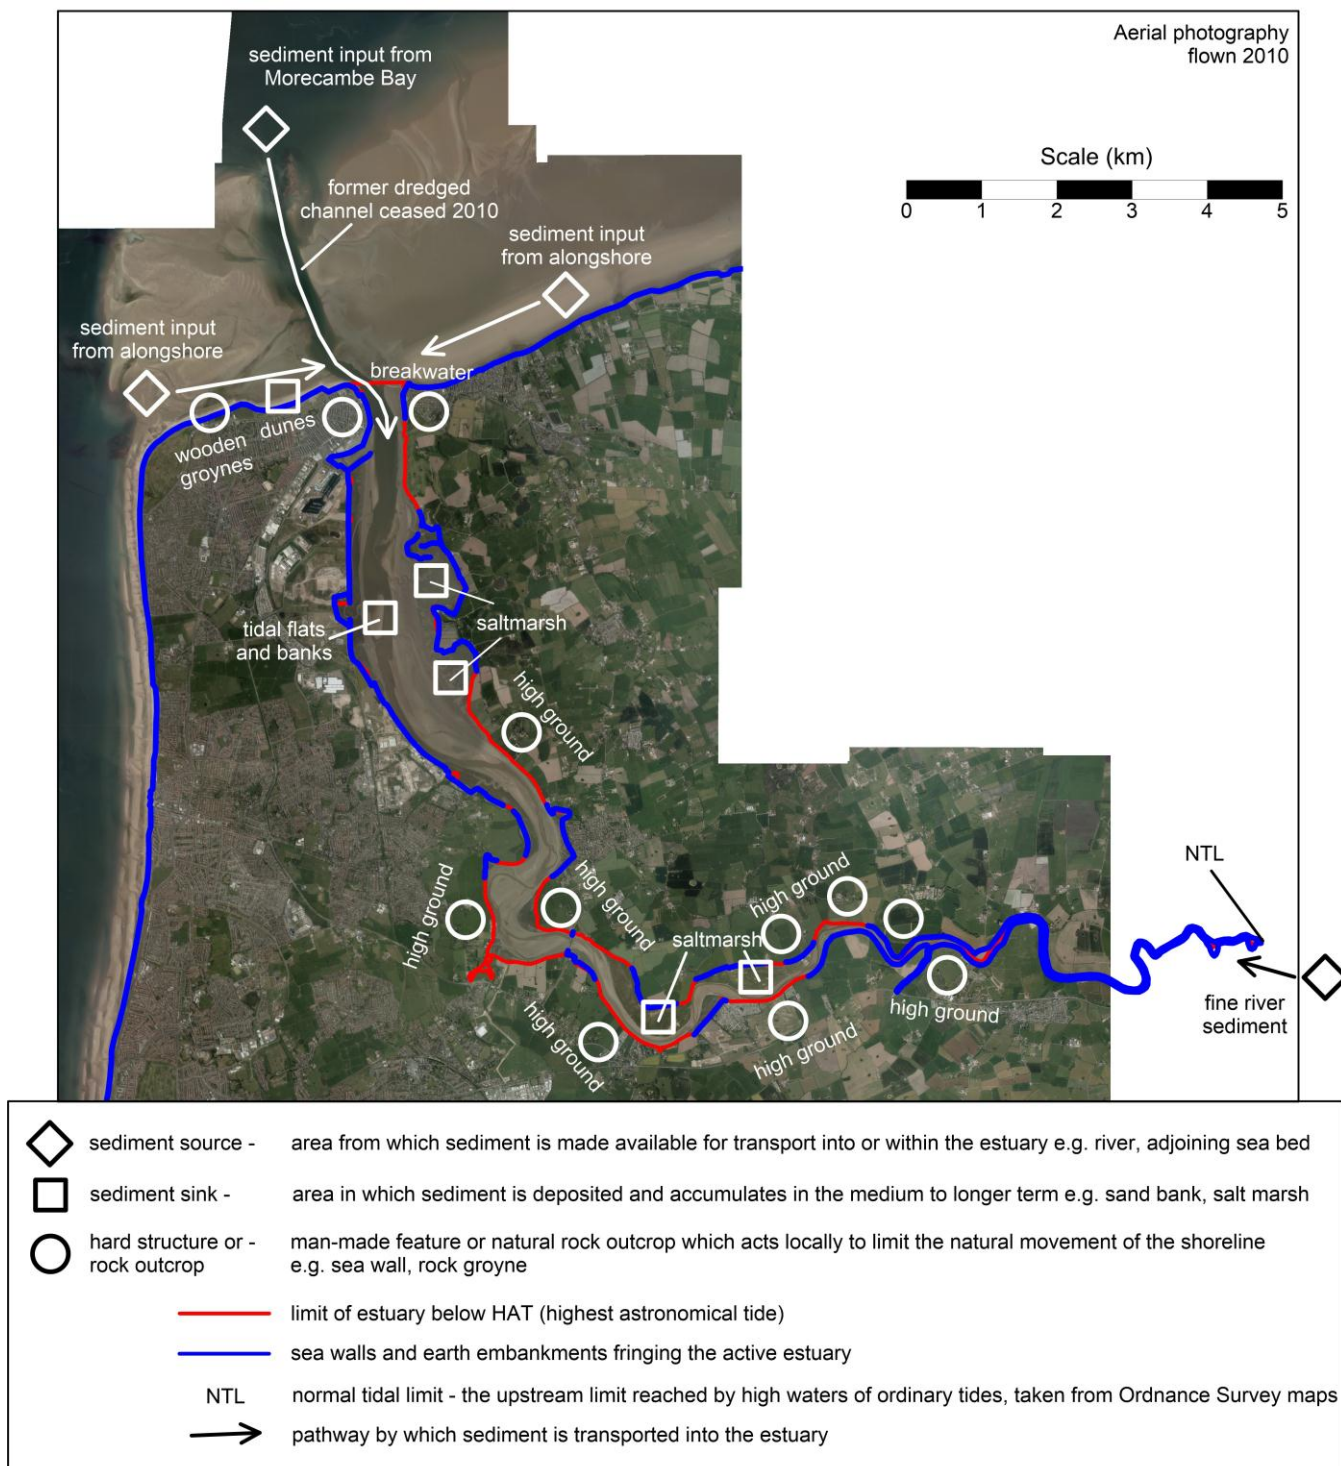 Aerial photography
flown 2010
sediment input from
Morecambe Bay
Scale (km)
0 1 2 3 4 5
former dredged
channel ceased 2010
sediment input
from alongshore
sediment input
from alongshore
breakwater
wooden
groynes
dunes
tidal flats
and banks
saltmarsh
high ground
high ground
high ground
high ground
saltmarsh
high ground
high ground
high ground
NTL
fine river
sediment
sediment source - area from which sediment is made available for transport into or within the estuary e.g. river, adjoining sea bed
sediment sink - area in which sediment is deposited and accumulates in the medium to longer term e.g. sand bank, salt marsh
hard structure or - man-made feature or natural rock outcrop which acts locally to limit the natural movement of the shoreline
rock outcrop e.g. sea wall, rock groyne
limit of estuary below HAT (highest astronomical tide)
sea walls and earth embankments fringing the active estuary
NTL normal tidal limit - the upstream limit reached by high waters of ordinary tides, taken from Ordnance Survey maps
pathway by which sediment is transported into the estuary